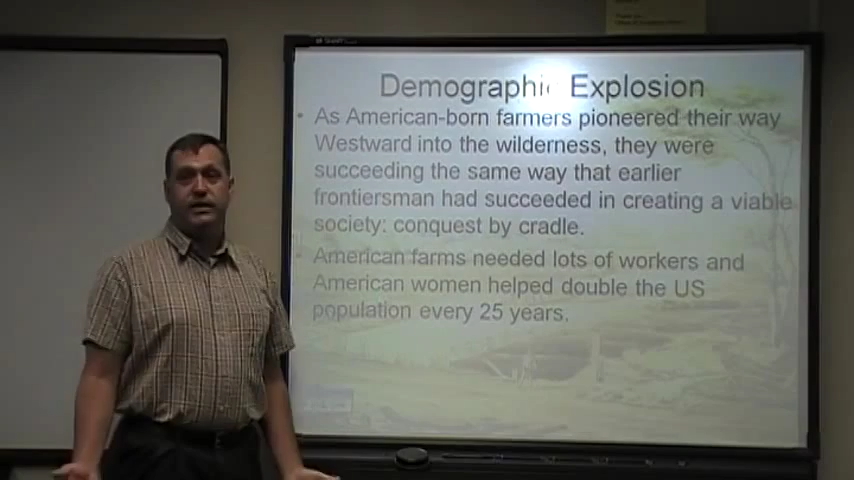 Demographic Explosion
• As American-born farmers pioneered their way
Westward into the wilderness, they were
succeeding the same way that earlier
frontiersman had succeeded in creating a viable
society: conquest by cradle.
• American farms needed lots of workers and
American women helped double the US
population every 25 years.